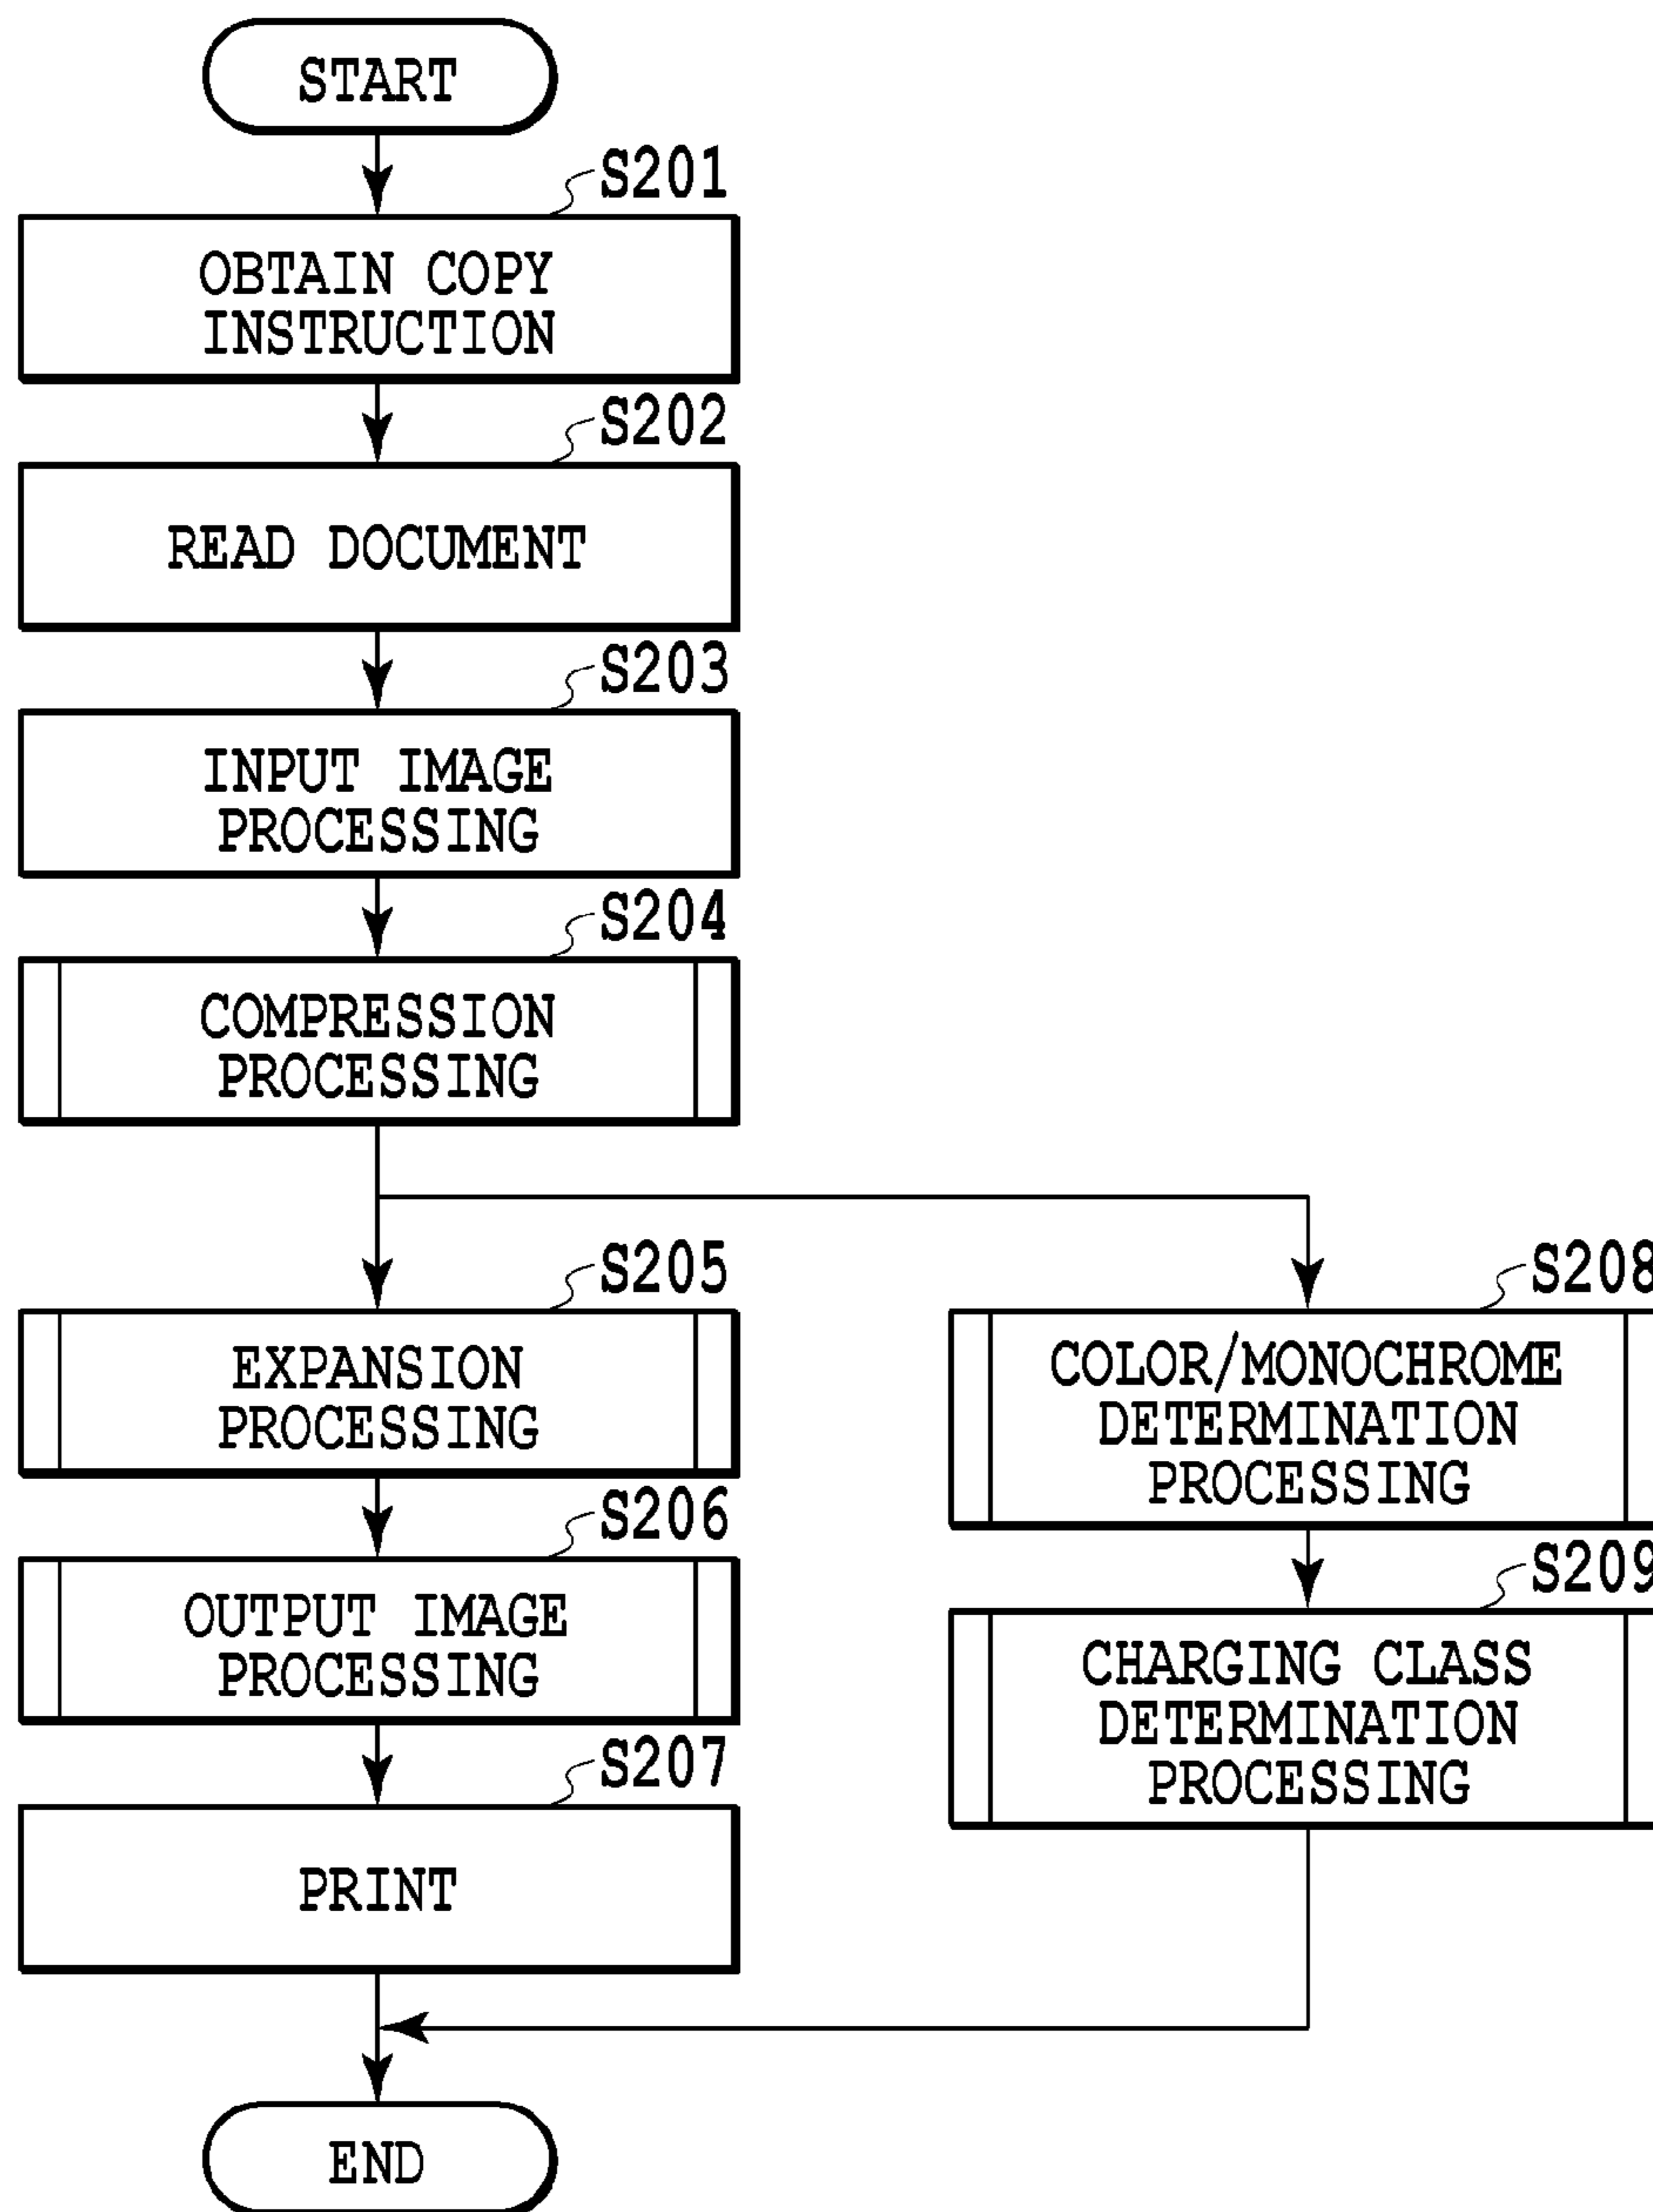 START
S201
OBTAIN COPY
INSTRUCTION
S202
READ DOCUMENT
S203
INPUT IMAGE
PROCESSING
S204
COMPRESSION
PROCESSING
S205
EXPANSION
PROCESSING
S206
OUTPUT IMAGE
PROCESSING
S207
PRINT
S208
COLOR/MONOCHROME
DETERMINATION
PROCESSING
S209
CHARGING CLASS
DETERMINATION
PROCESSING
END